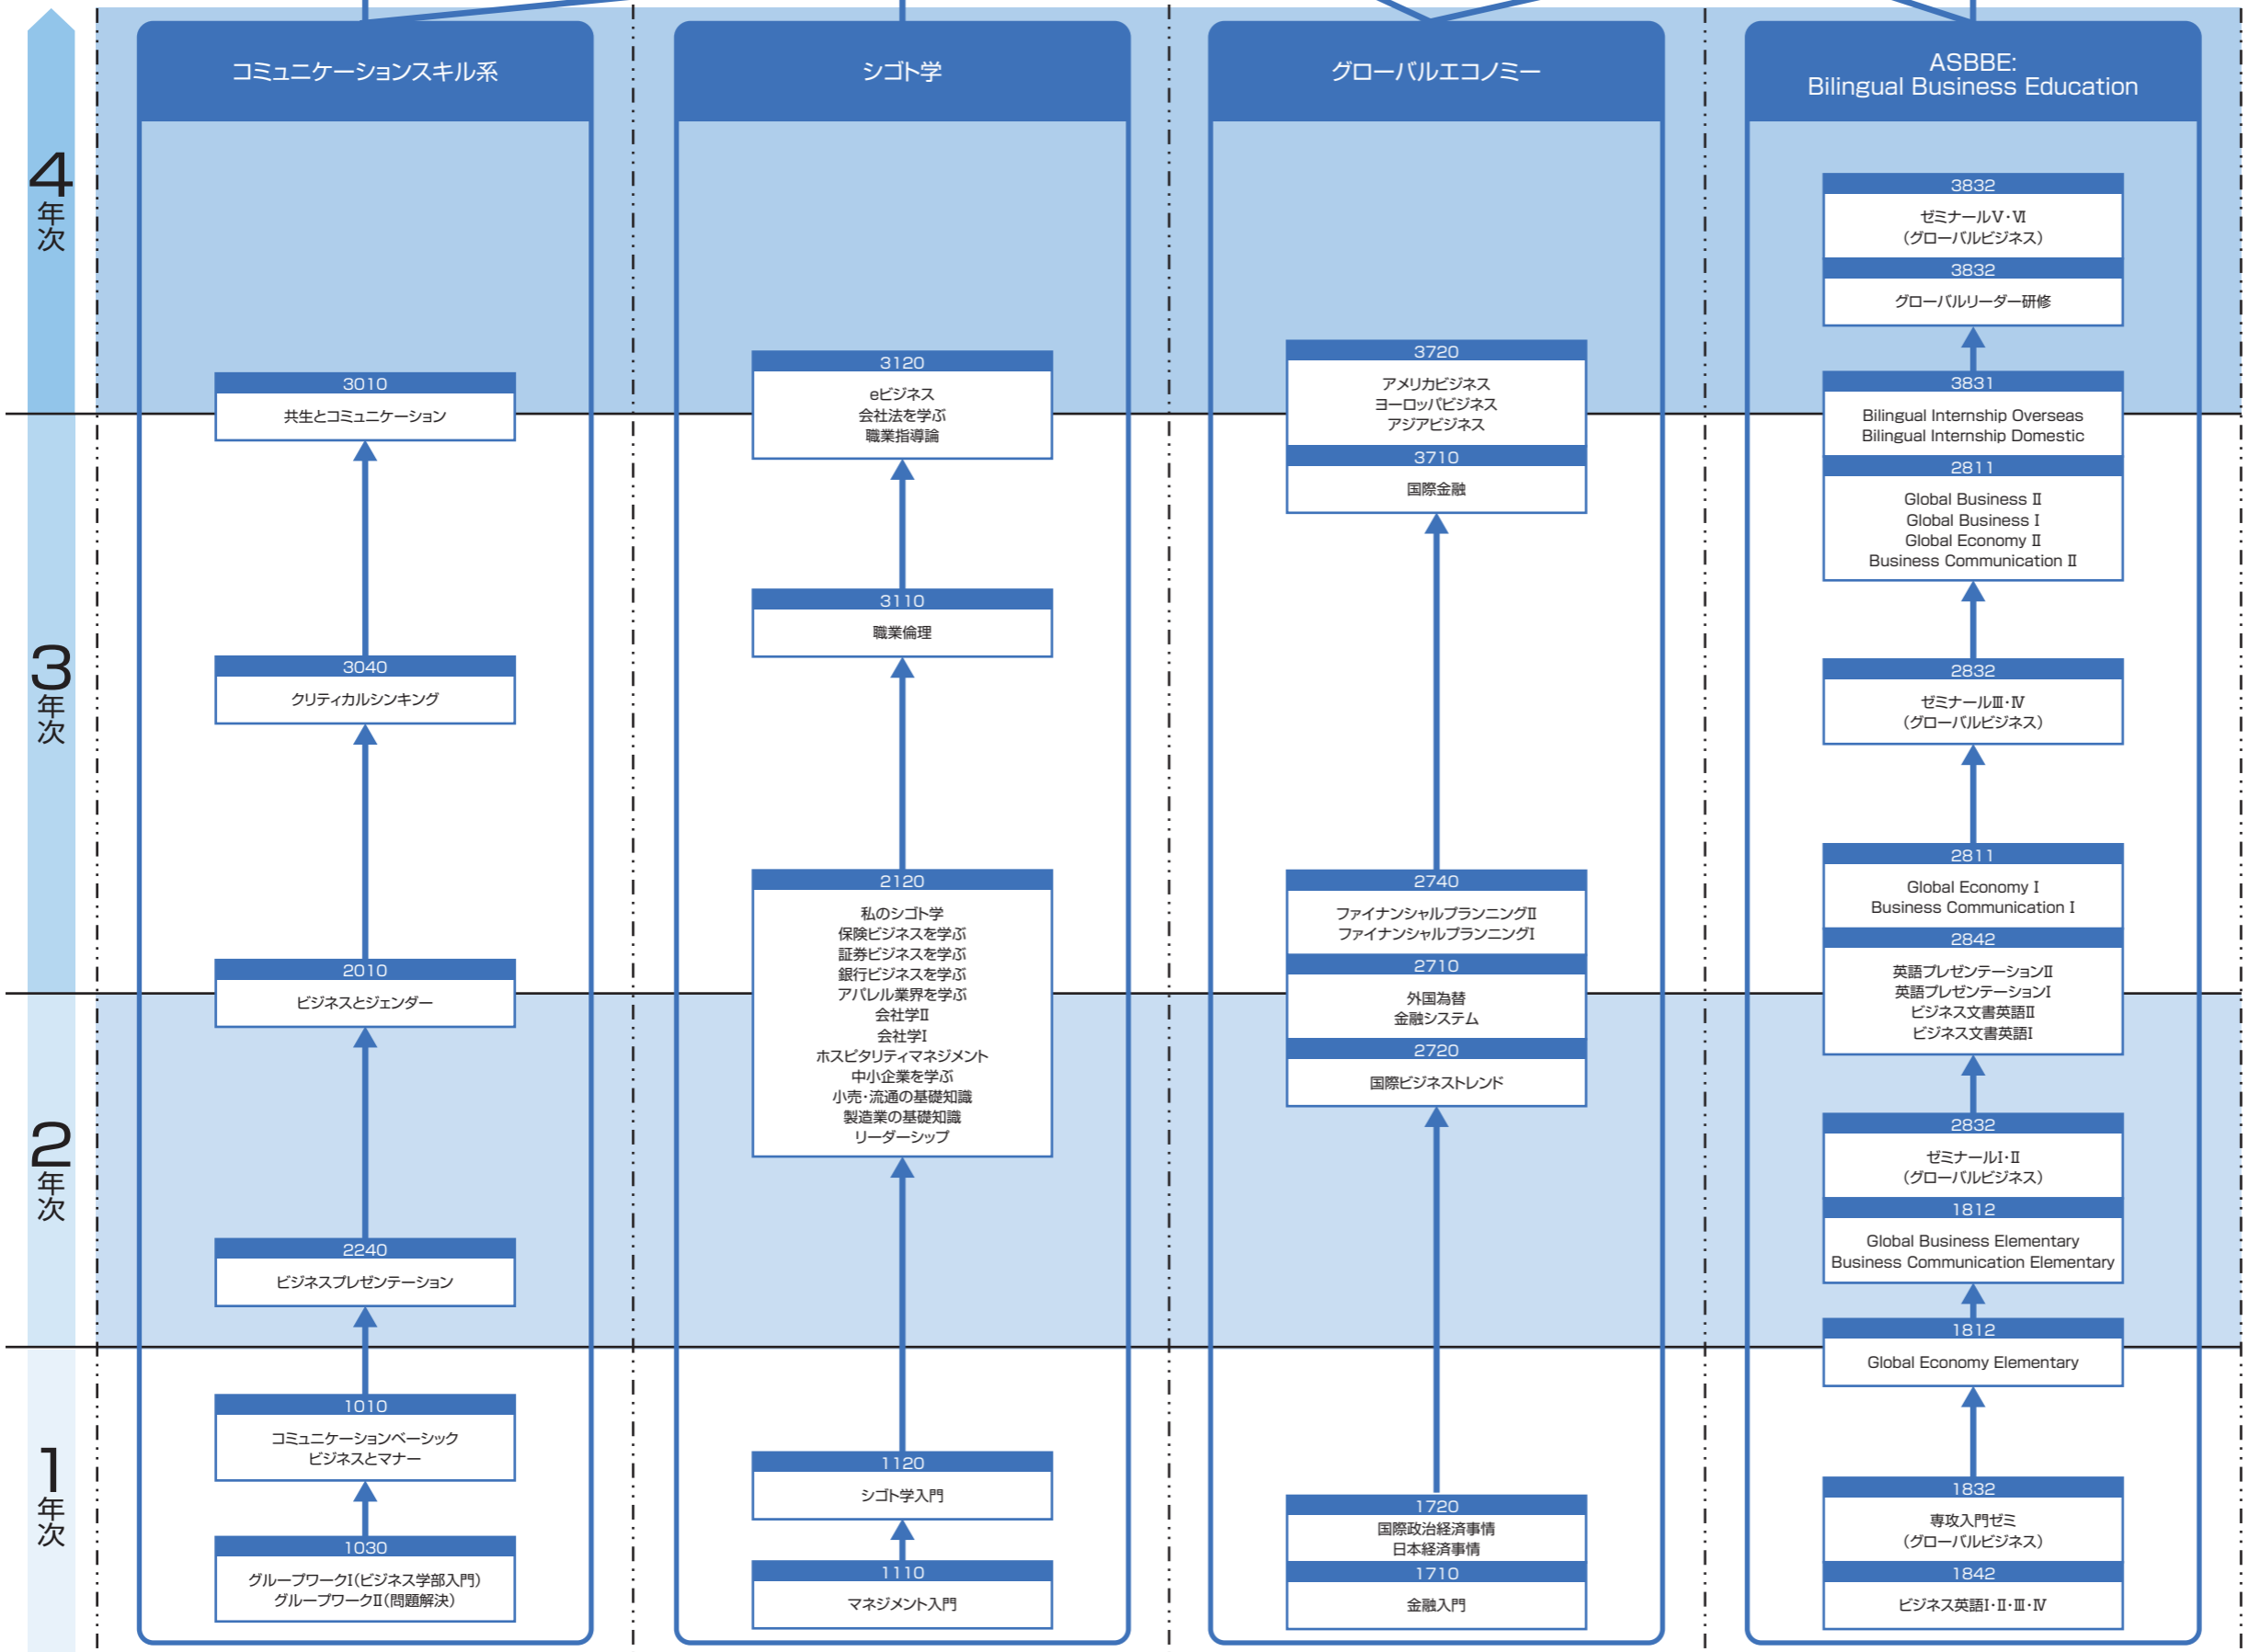 4年次
3年次
2年次
1年次
コミュニケーションスキル系
3010
共生とコミュニケーション
3040
クリティカルシンキング
2010
ビジネスとジェンダー
2240
ビジネスプレゼンテーション
1010
コミュニケーションベーシック
ビジネスとマナー
1030
グループワークⅠ(ビジネス学部入門)
グループワークⅡ(問題解決)
シゴト学
3120
eビジネス
会社法を学ぶ
職業指導論
3110
職業倫理
2120
私のシゴト学
保険ビジネスを学ぶ
証券ビジネスを学ぶ
銀行ビジネスを学ぶ
アパレル業界を学ぶ
会社学Ⅱ
会社学Ⅰ
ホスピタリティマネジメント
中小企業を学ぶ
小売・流通の基礎知識
製造業の基礎知識
リーダーシップ
1120
シゴト学入門
1110
マネジメント入門
グローバルエコノミー
3720
アメリカビジネス
ヨーロッパビジネス
アジアビジネス
3710
国際金融
2740
ファイナンシャルプランニングⅡ
ファイナンシャルプランニングⅠ
2710
外国為替
金融システム
2720
国際ビジネストレンド
1720
国際政治経済事情
日本経済事情
1710
金融入門
ASBBE:
Bilingual Business Education
3832
ゼミナールⅤ・Ⅵ
(グローバルビジネス)
3832
グローバルリーダー研修
3831
Bilingual Internship Overseas
Bilingual Internship Domestic
2811
Global Business Ⅱ
Global Business Ⅰ
Global Economy Ⅱ
Business Communication Ⅱ
2832
ゼミナールⅢ・Ⅳ
(グローバルビジネス)
2811
Global Economy Ⅰ
Business Communication Ⅰ
2842
英語プレゼンテーションⅡ
英語プレゼンテーションⅠ
ビジネス文書英語Ⅱ
ビジネス文書英語Ⅰ
2832
ゼミナールⅠ・Ⅱ
(グローバルビジネス)
1812
Global Business Elementary
Business Communication Elementary
1812
Global Economy Elementary
1832
専攻入門ゼミ
(グローバルビジネス)
1842
ビジネス英語Ⅰ・Ⅱ・Ⅲ・Ⅳ